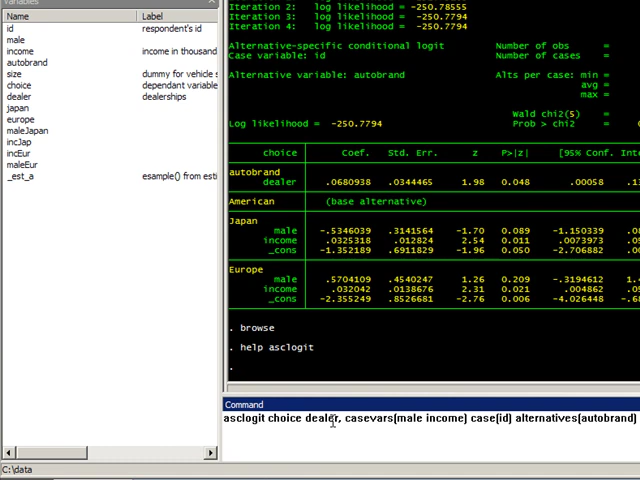 Variables
Name Label
id respondent's id
male
income income in thousand
autobrand
size dummy for vehicle s
choice dependant variable
dealer dealerships
japan
europe
maleJapan
incJap
incEur
maleEur
_est_a esample() from esti
Iteration 2: log likelihood = -250.78555
Iteration 3: log likelihood = -250.7794
Iteration 4: log likelihood = -250.7794
Alternative-specific conditional logit Number of obs =
Case variable: id Number of cases =
Alternative variable: autobrand Alts per case: min =
avg =
max =
Wald chi2(5) =
Log likelihood = -250.7794 Prob > chi2 =
choice Coef. Std. Err. z P>|z| [95% Conf. Inte
autobrand
dealer .0680938 .0344465 1.98 0.048 .00058 .13
American (base alternative)
Japan
male -.5346039 .3141564 -1.70 0.089 -1.150339 .08
income .0325318 .012824 2.54 0.011 .0073973 .05
_cons -1.352189 .6911829 -1.96 0.050 -2.706882
Europe
male .5704109 .4540247 1.26 0.209 -.3194612 1.4
income .032042 .0138676 2.31 0.021 .004862 .05
_cons -2.355249 .8526681 -2.76 0.006 -4.026448 -.6
. browse
. help asclogit
.
Command
asclogit choice dealer, casevars(male income) case(id) alternatives(autobrand)
C:\data